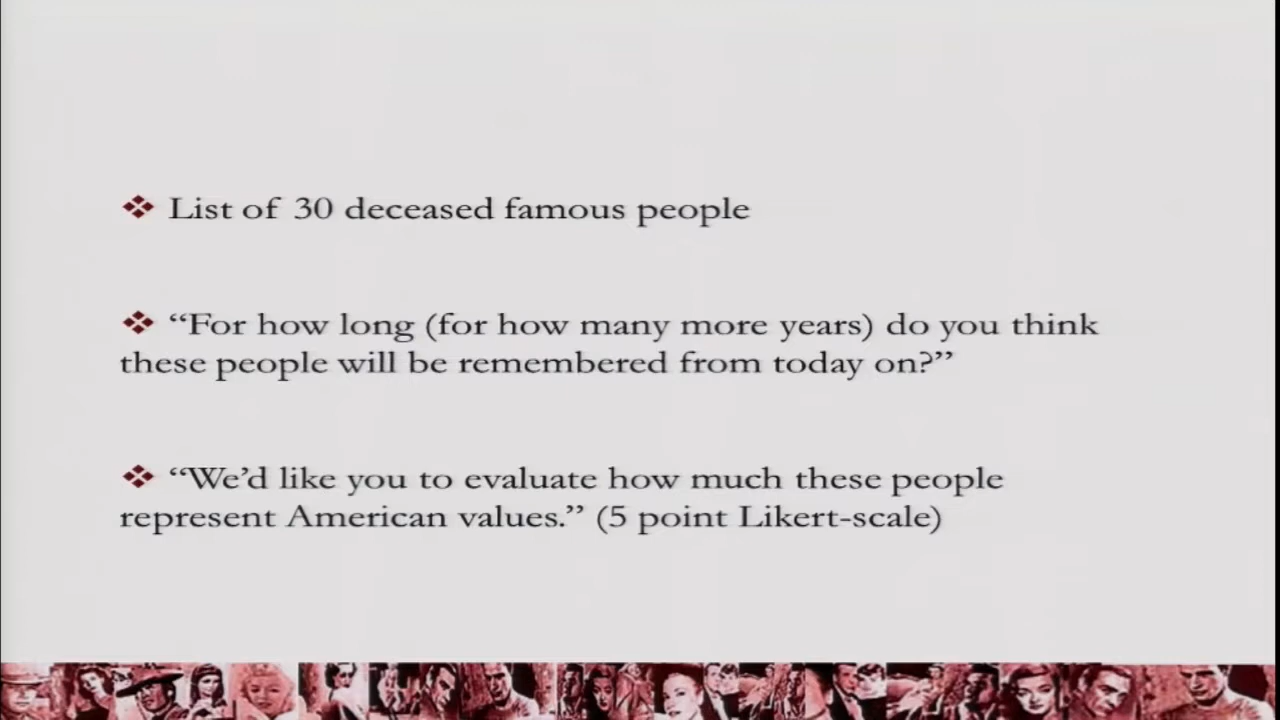 ❖ List of 30 deceased famous people
❖ “For how long (for how many more years) do you think
these people will be remembered from today on?”
❖ “We’d like you to evaluate how much these people
represent American values.” (5 point Likert-scale)